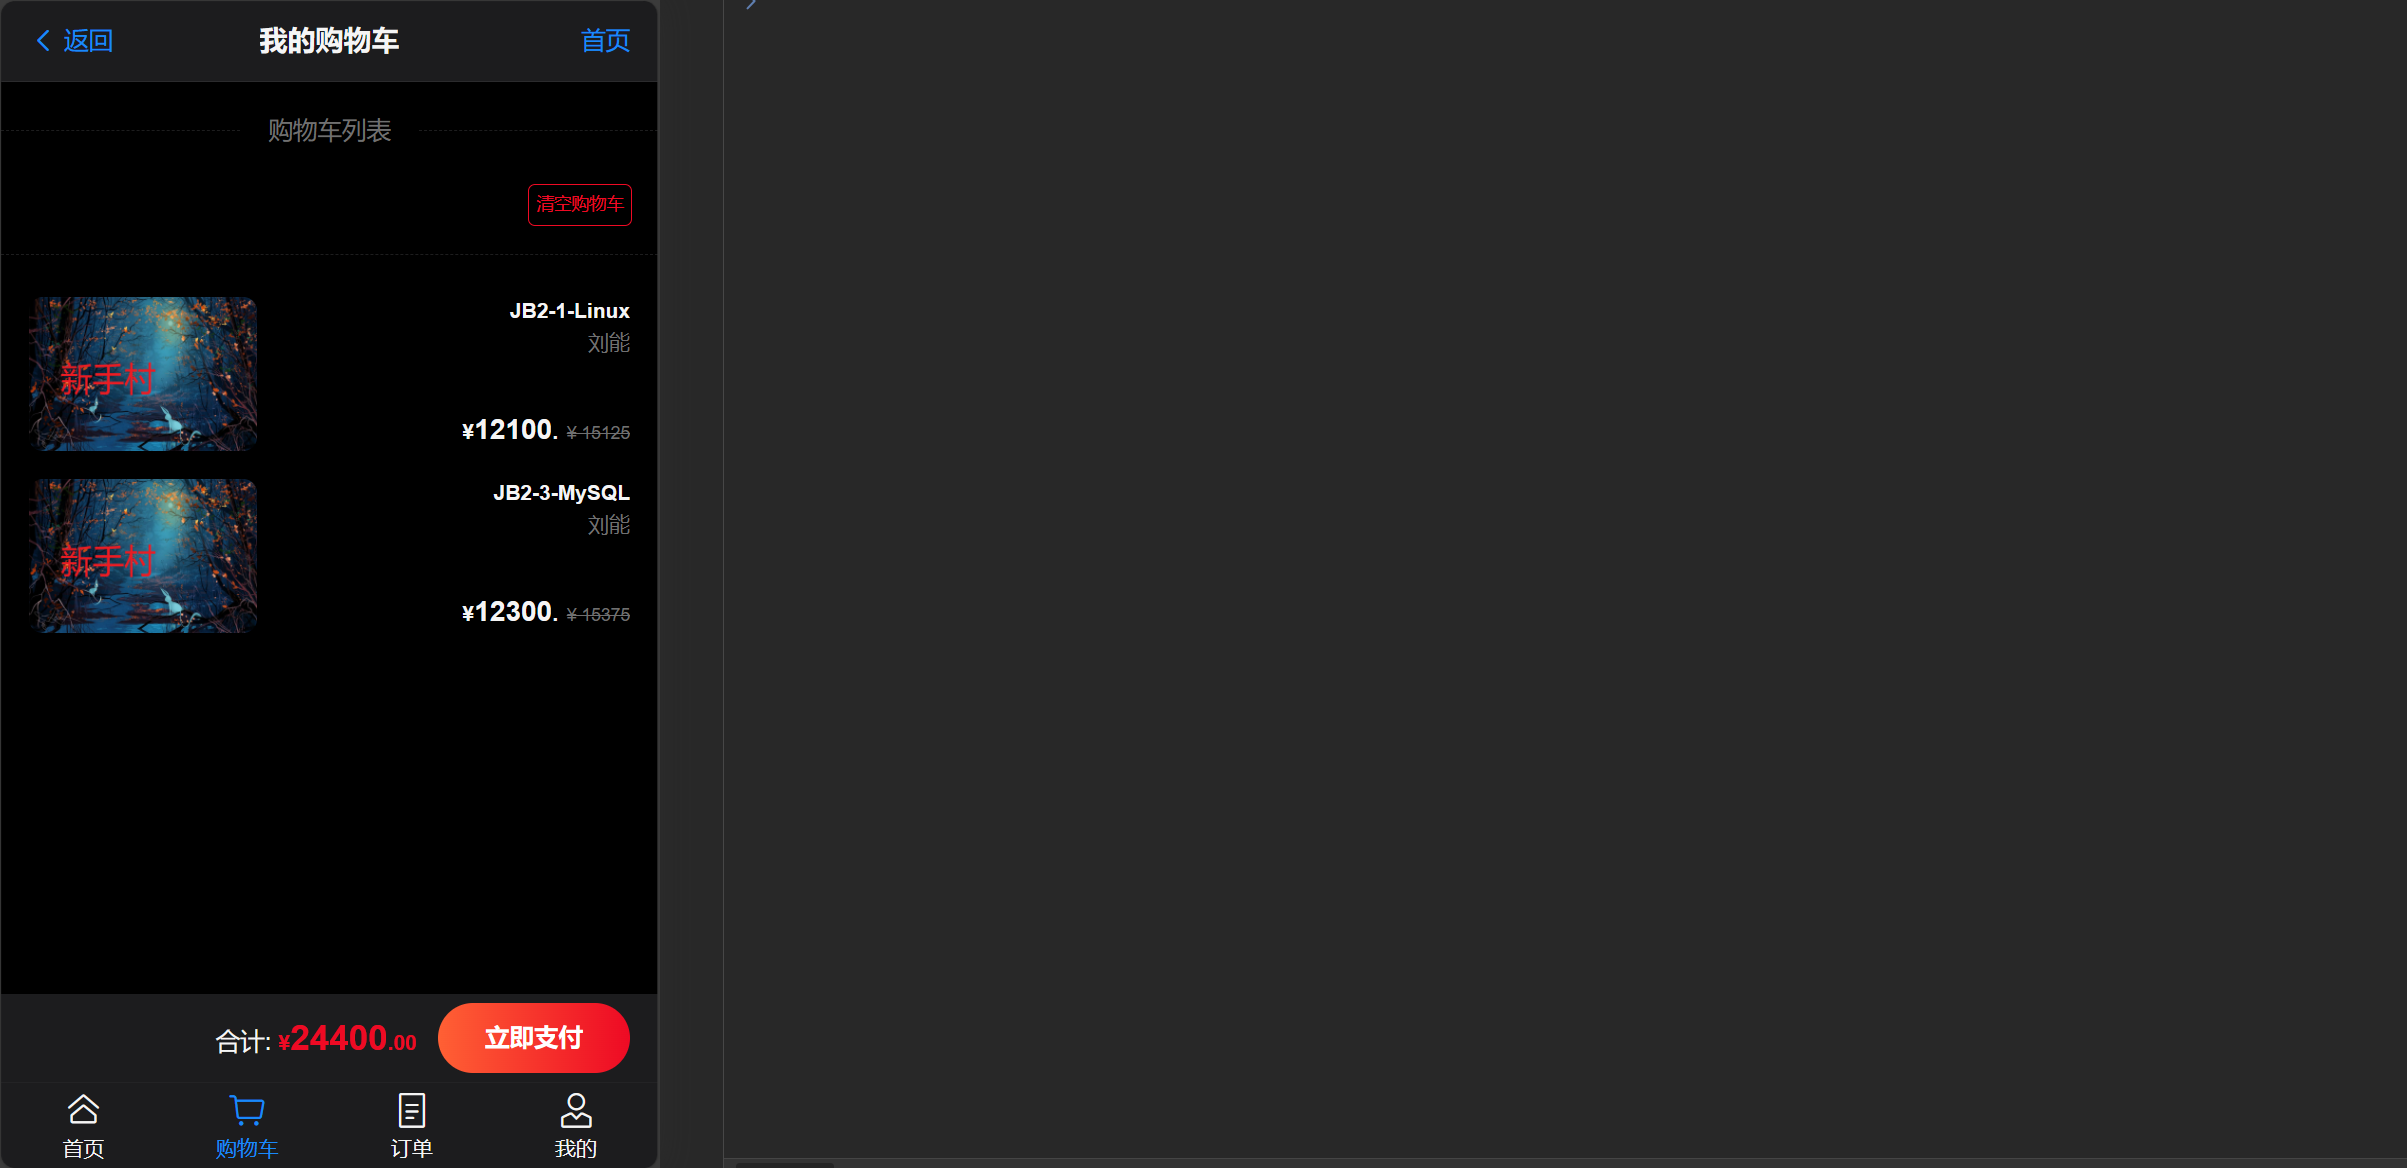 返回
我的购物车
首页
购物车列表
清空购物车
新手村
JB2-1-Linux
刘能
¥12100. ¥ 15125
新手村
JB2-3-MySQL
刘能
¥12300. ¥ 15375
合计: ¥24400.00
立即支付
首页
购物车
订单
我的